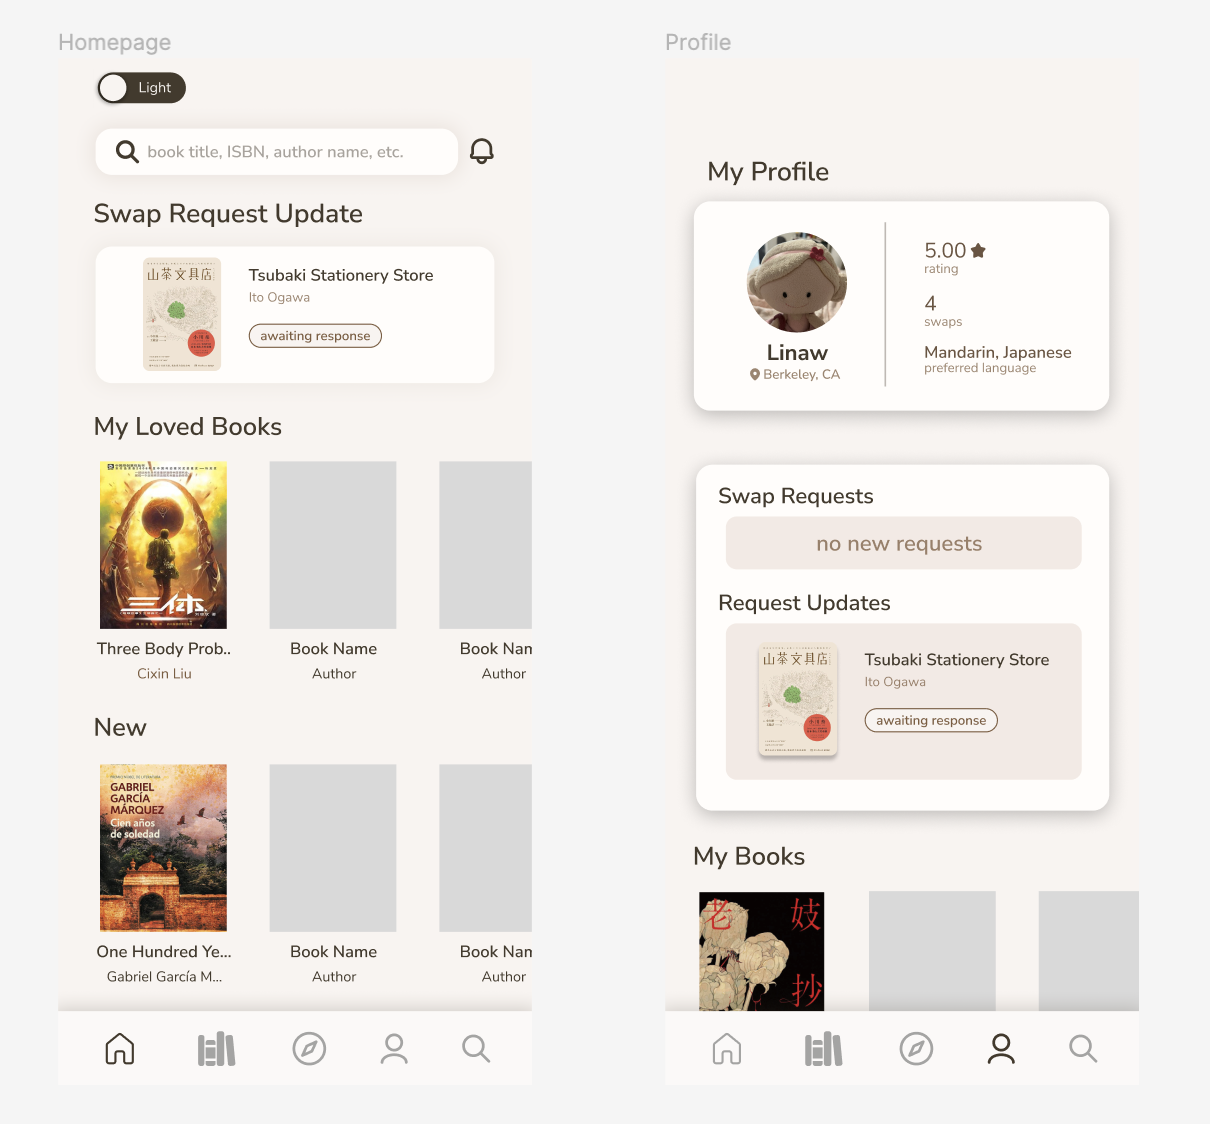 Homepage
Light
book title, ISBN, author name, etc.
Swap Request Update
山茶文具店
Tsubaki Stationery Store
Ito Ogawa
awaiting response
My Loved Books
三体
Three Body Prob..
Cixin Liu
Book Name
Author
Book Nam
Author
New
GABRIEL
GARCÍA
MÁRQUEZ
Cien años
de soledad
One Hundred Ye...
Gabriel García M...
Book Name
Author
Book Nam
Author
Profile
My Profile
Linaw
Berkeley, CA
5.00
rating
4
swaps
Mandarin, Japanese
preferred language
Swap Requests
no new requests
Request Updates
山茶文具店
Tsubaki Stationery Store
Ito Ogawa
awaiting response
My Books
老妓
抄